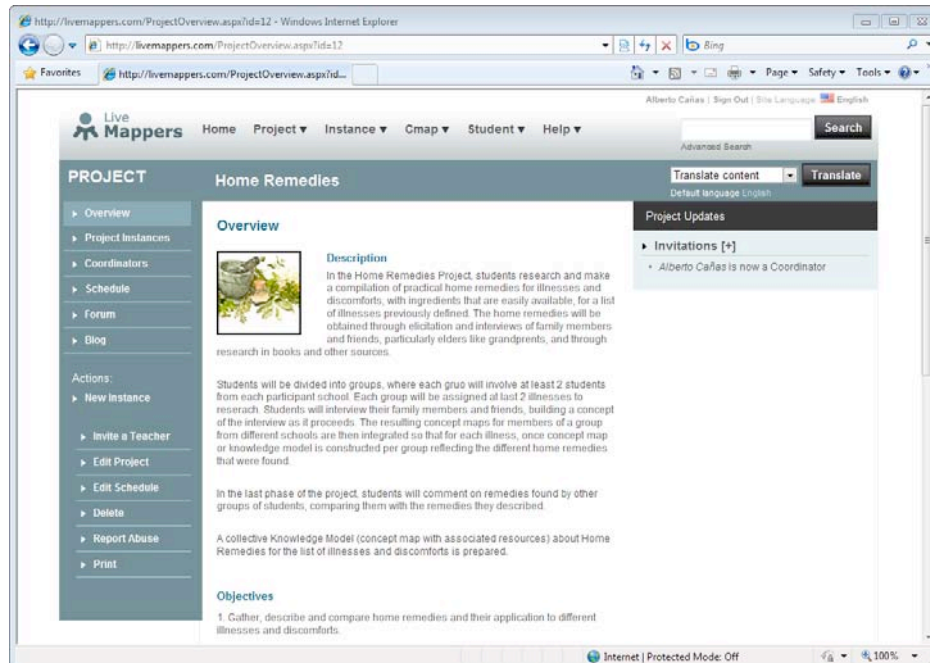 http://livemappers.com/ProjectOverview.aspx?id=12 - Windows Internet Explorer
http://livemappers.com/ProjectOverview.aspx?id=12
Bing
Favorites
http://livemappers.com/ProjectOverview.aspx?id...
Page
Safety
Tools
Alberto Cañas | Sign Out | Site Language English
Live
Mappers
Home Project Instance Cmap Student Help
Search
Advanced Search
PROJECT
Home Remedies
Translate content
Translate
Default language English
Overview
Project Instances
Coordinators
Schedule
Forum
Blog
Actions:
New Instance
Invite a Teacher
Edit Project
Edit Schedule
Delete
Report Abuse
Print
Overview
Description
In the Home Remedies Project, students research and make
a compilation of practical home remedies for illnesses and
discomforts, with ingredients that are easily available, for a list
of illnesses previously defined. The home remedies will be
obtained through elicitation and interviews of family members
and friends, particularly elders like grandprents, and through
research in books and other sources.
Students will be divided into groups, where each gruo will involve at least 2 students
from each participant school. Each group will be assigned at last 2 illnesses to
reserach. Students will interview their family members and friends, building a concept
of the interview as it proceeds. The resulting concept maps for members of a group
from different schools are then integrated so that for each illness, once concept map
or knowledge model is constructed per group reflecting the different home remedies
that were found.
In the last phase of the project, students will comment on remedies found by other
groups of students, comparing them with the remedies they described.
A collective Knowledge Model (concept map with associated resources) about Home
Remedies for the list of illnesses and discomforts is prepared.
Objectives
1. Gather, describe and compare home remedies and their application to different
illnesses and discomforts.
Project Updates
Invitations [+]
Alberto Cañas is now a Coordinator
Internet | Protected Mode: Off
100%